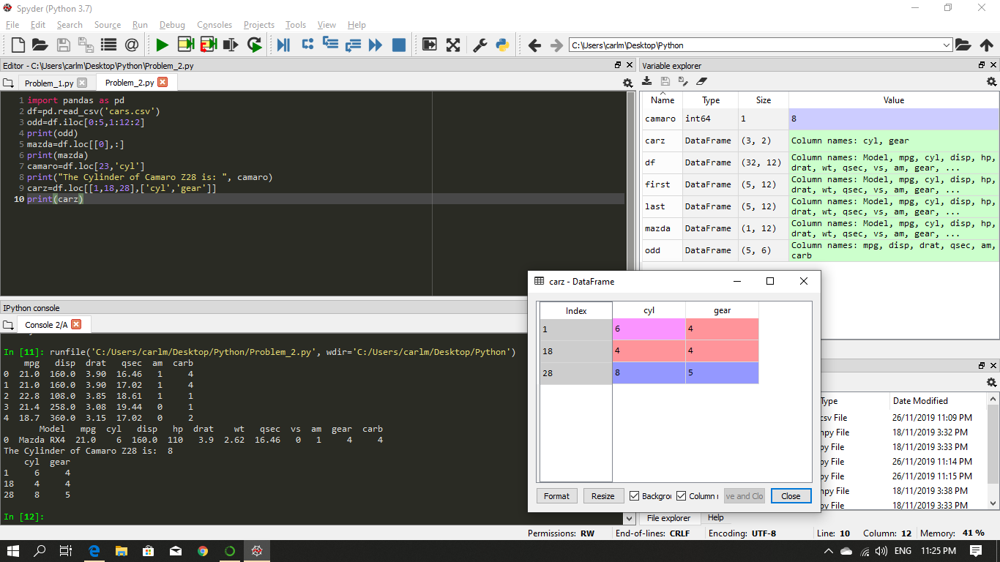 Spyder (Python 3.7)
File Edit Search Source Run Debug Consoles Projects Tools View Help
C:\Users\carlm\Desktop\Python
Editor - C:\Users\carlm\Desktop\Python\Problem_2.py
Problem_1.py Problem_2.py
1 import pandas as pd
2 df=pd.read_csv('cars.csv')
3 odd=df.iloc[0:5,1:12:2]
4 print(odd)
5 mazda=df.loc[[0],:]
6 print(mazda)
7 camaro=df.loc[23,'cyl']
8 print("The Cylinder of Camaro Z28 is: ", camaro)
9 carz=df.loc[[1,18,28],['cyl','gear']]
10 print(carz)
Variable explorer
Name Type Size Value
camaro int64 1 8
carz DataFrame (3, 2) Column names: cyl, gear
df DataFrame (32, 12) Column names: Model, mpg, cyl, disp, hp,
drat, wt, qsec, vs, am, gear, ...
first DataFrame (5, 12) Column names: Model, mpg, cyl, disp, hp,
drat, wt, qsec, vs, am, gear, ...
last DataFrame (5, 12) Column names: Model, mpg, cyl, disp, hp,
drat, wt, qsec, vs, am, gear, ...
mazda DataFrame (1, 12) Column names: Model, mpg, cyl, disp, hp,
drat, wt, qsec, vs, am, gear, ...
odd DataFrame (5, 6) Column names: mpg, disp, drat, qsec, am,
carb
IPython console
Console 2/A
In [11]: runfile('C:/Users/carlm/Desktop/Python/Problem_2.py', wdir='C:/Users/carlm/Desktop/Python')
mpg disp drat qsec am carb
0 21.0 160.0 3.90 16.46 1 4
1 21.0 160.0 3.90 17.02 1 4
2 22.8 108.0 3.85 18.61 1 1
3 21.4 258.0 3.08 19.44 0 1
4 18.7 360.0 3.15 17.02 0 2
Model mpg cyl disp hp drat wt qsec vs am gear carb
0 Mazda RX4 21.0 6 160.0 110 3.9 2.62 16.46 0 1 4 4
The Cylinder of Camaro Z28 is: 8
cyl gear
1 6 4
18 4 4
28 8 5
In [12]:
carz - DataFrame
Index cyl gear
1 6 4
18 4 4
28 8 5
Format Resize Backgrou Column ve and Clo Close
Type Date Modified
csv File 26/11/2019 11:09 PM
npy File 18/11/2019 3:32 PM
py File 18/11/2019 3:33 PM
py File 26/11/2019 11:14 PM
py File 26/11/2019 11:15 PM
npy File 18/11/2019 3:38 PM
py File 18/11/2019 3:33 PM
File explorer Help
Permissions: RW End-of-lines: CRLF Encoding: UTF-8 Line: 10 Column: 12 Memory: 41 %
ENG 11:25 PM